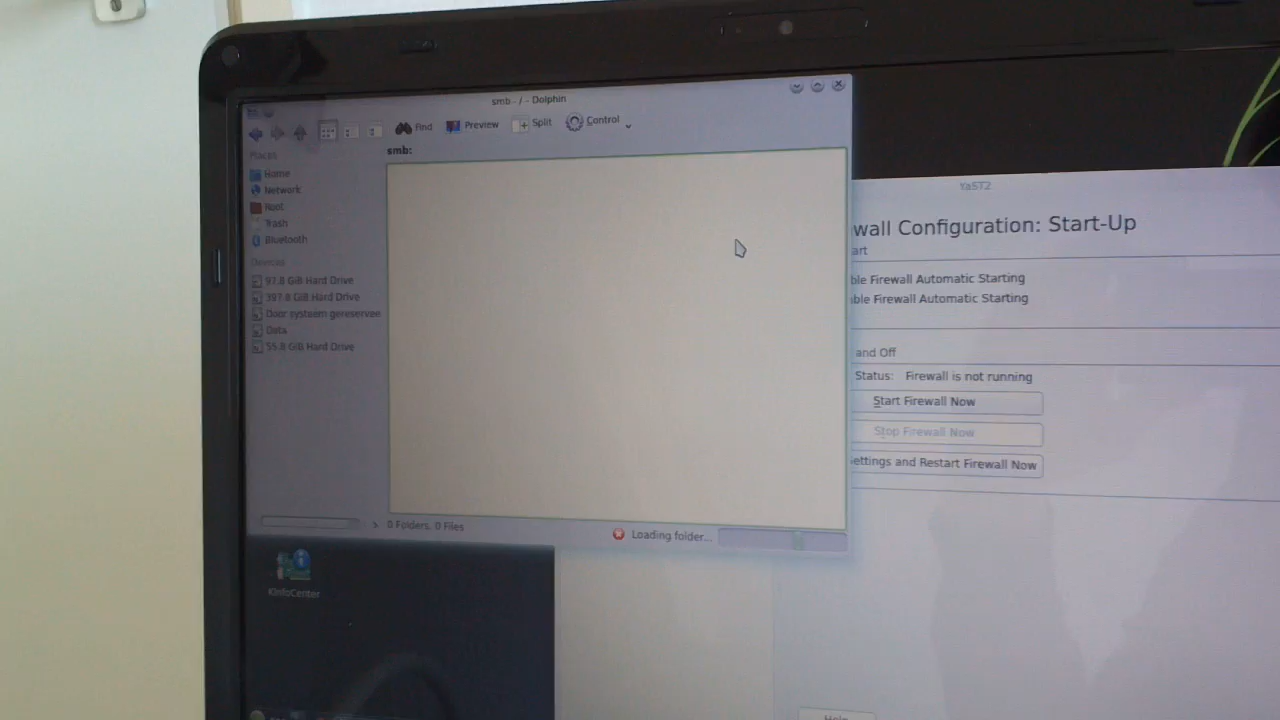 smb - / - Dolphin
Find Preview Split Control
smb:
Places
Home
Network
Root
Trash
Bluetooth
Devices
97.8 GiB Hard Drive
397.8 GiB Hard Drive
Door systeem gereservee
Data
55.8 GiB Hard Drive
0 Folders, 0 Files
Loading folder...
KInfoCenter
YaST2
wall Configuration: Start-Up
art
ble Firewall Automatic Starting
ble Firewall Automatic Starting
and Off
Status: Firewall is not running
Start Firewall Now
Stop Firewall Now
ettings and Restart Firewall Now
Help